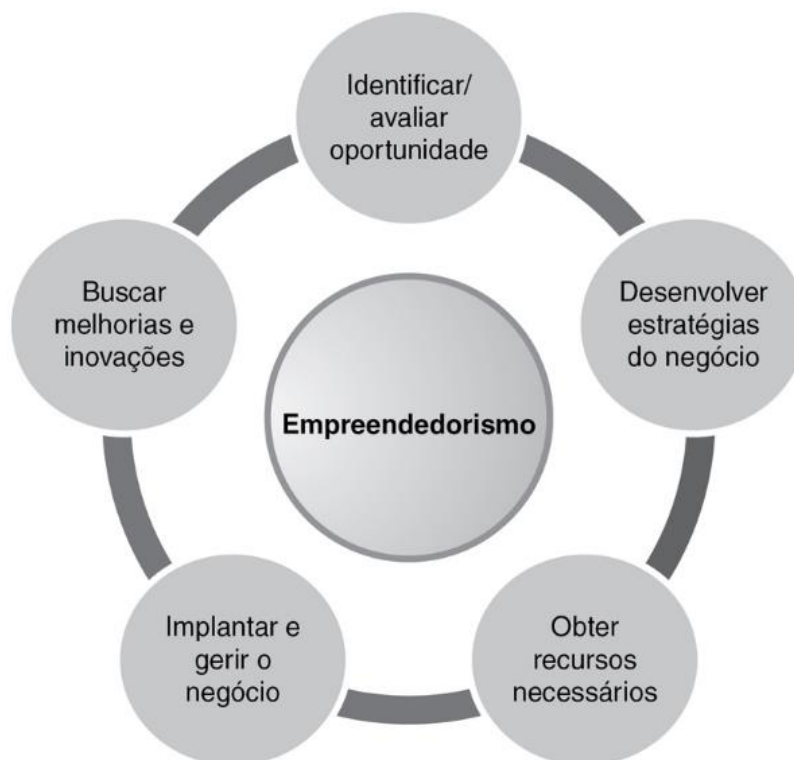 Identificar/
avaliar
oportunidade
Desenvolver
estratégias
do negócio
Obter
recursos
necessários
Implantar e
gerir o
negócio
Buscar
melhorias e
inovações
Empreendedorismo